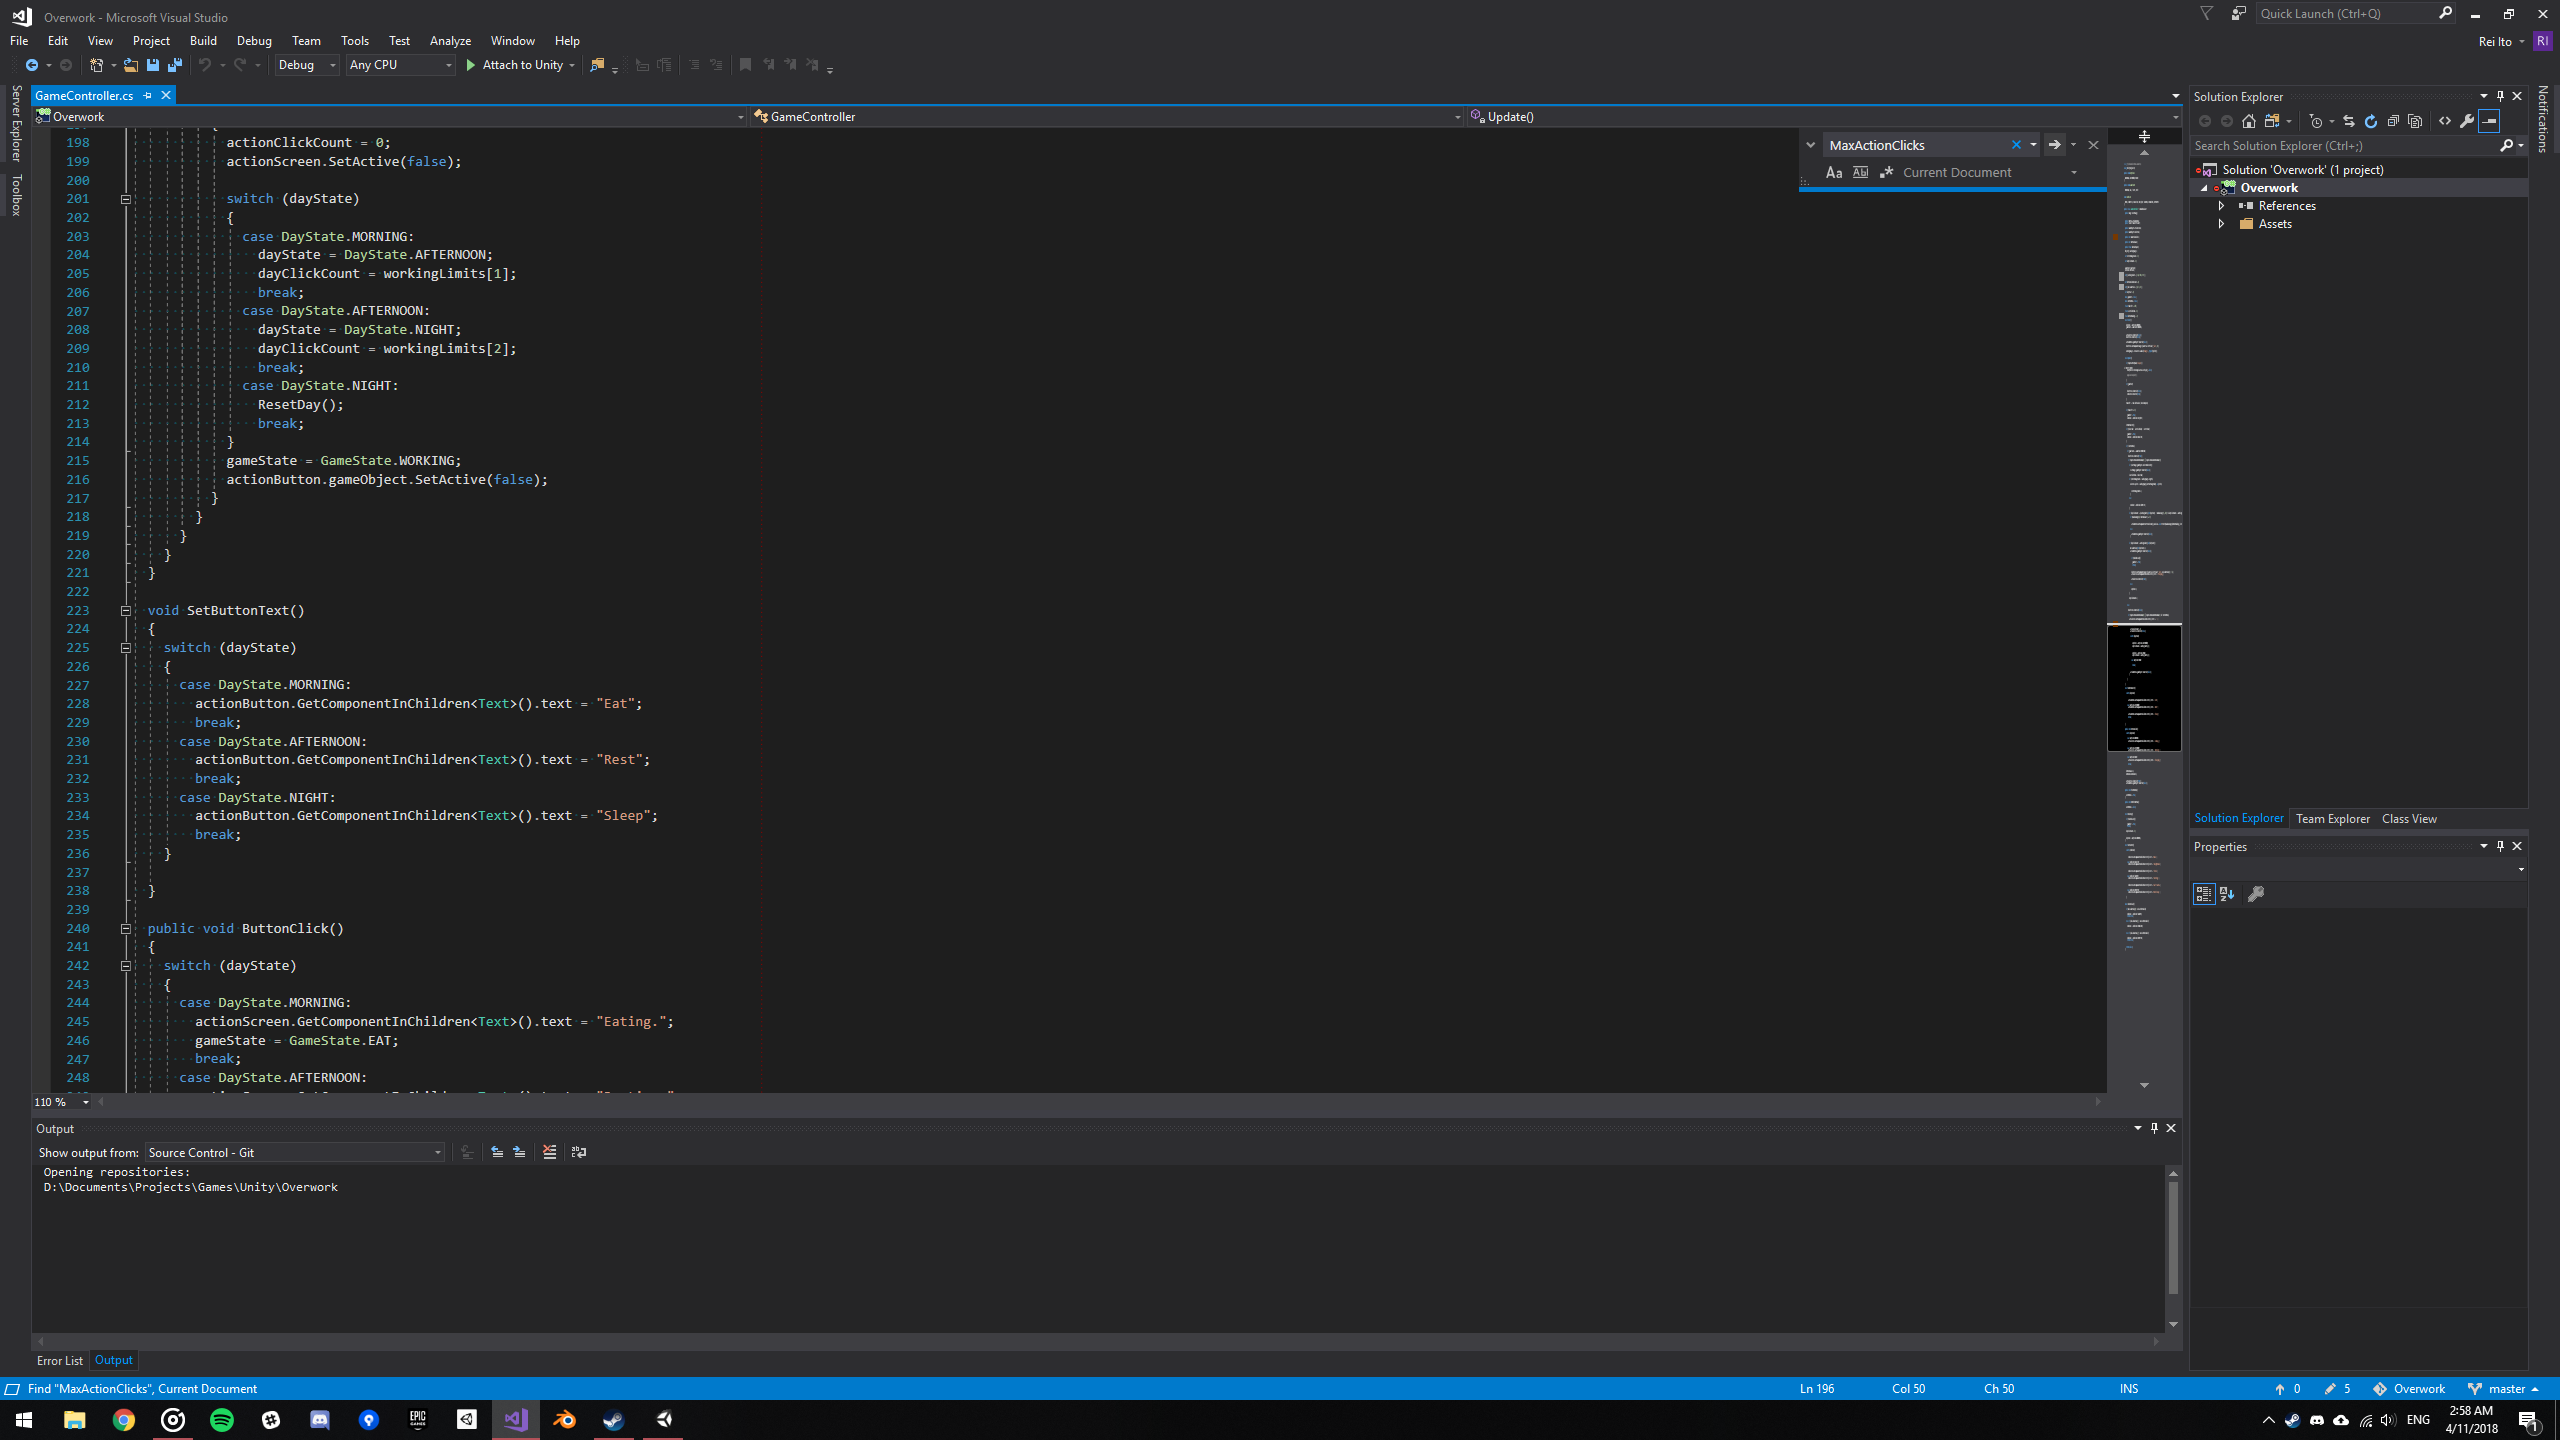 Overwork - Microsoft Visual Studio
Quick Launch (Ctrl+Q)
File Edit View Project Build Debug Team Tools Test Analyze Window Help
Rei Ito RI
Debug Any CPU Attach to Unity
Server Explorer
Toolbox
Notifications
GameController.cs
Overwork GameController Update()
MaxActionClicks
Aa Current Document
198 actionClickCount = 0;
199 actionScreen.SetActive(false);
200
201 switch (dayState)
202 {
203 case DayState.MORNING:
204 dayState = DayState.AFTERNOON;
205 dayClickCount = workingLimits[1];
206 break;
207 case DayState.AFTERNOON:
208 dayState = DayState.NIGHT;
209 dayClickCount = workingLimits[2];
210 break;
211 case DayState.NIGHT:
212 ResetDay();
213 break;
214 }
215 gameState = GameState.WORKING;
216 actionButton.gameObject.SetActive(false);
217 }
218 }
219 }
220 }
221 }
222
223 void SetButtonText()
224 {
225 switch (dayState)
226 {
227 case DayState.MORNING:
228 actionButton.GetComponentInChildren<Text>().text = "Eat";
229 break;
230 case DayState.AFTERNOON:
231 actionButton.GetComponentInChildren<Text>().text = "Rest";
232 break;
233 case DayState.NIGHT:
234 actionButton.GetComponentInChildren<Text>().text = "Sleep";
235 break;
236 }
237
238 }
239
240 public void ButtonClick()
241 {
242 switch (dayState)
243 {
244 case DayState.MORNING:
245 actionScreen.GetComponentInChildren<Text>().text = "Eating.";
246 gameState = GameState.EAT;
247 break;
248 case DayState.AFTERNOON:
110 %
Solution Explorer
Search Solution Explorer (Ctrl+;)
Solution 'Overwork' (1 project)
Overwork
References
Assets
Solution Explorer Team Explorer Class View
Properties
Output
Show output from: Source Control - Git
Opening repositories:
D:\Documents\Projects\Games\Unity\Overwork
Error List Output
Find "MaxActionClicks", Current Document Ln 196 Col 50 Ch 50 INS 0 5 Overwork master
EPIC GAMES
ENG
2:58 AM
4/11/2018
1